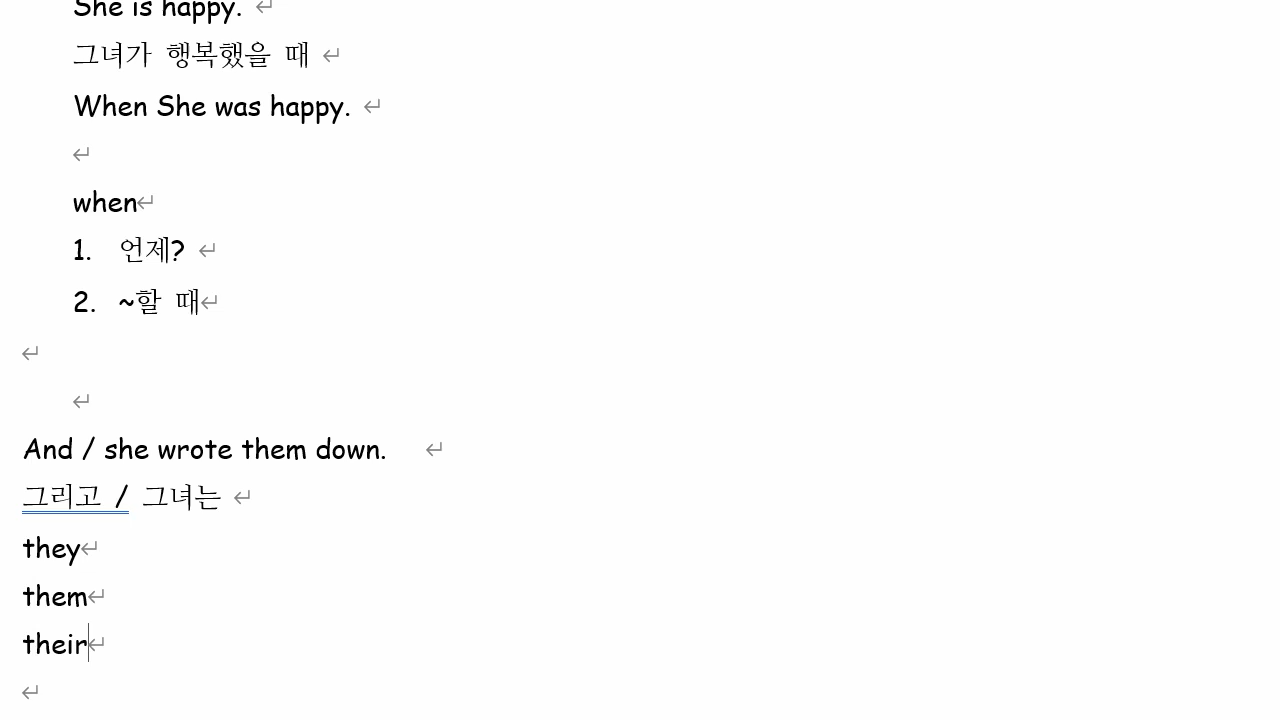 She is happy.
그녀가 행복했을 때
When She was happy.
when
1. 언제?
2. ~할 때
And / she wrote them down.
그리고 / 그녀는
they
them
their